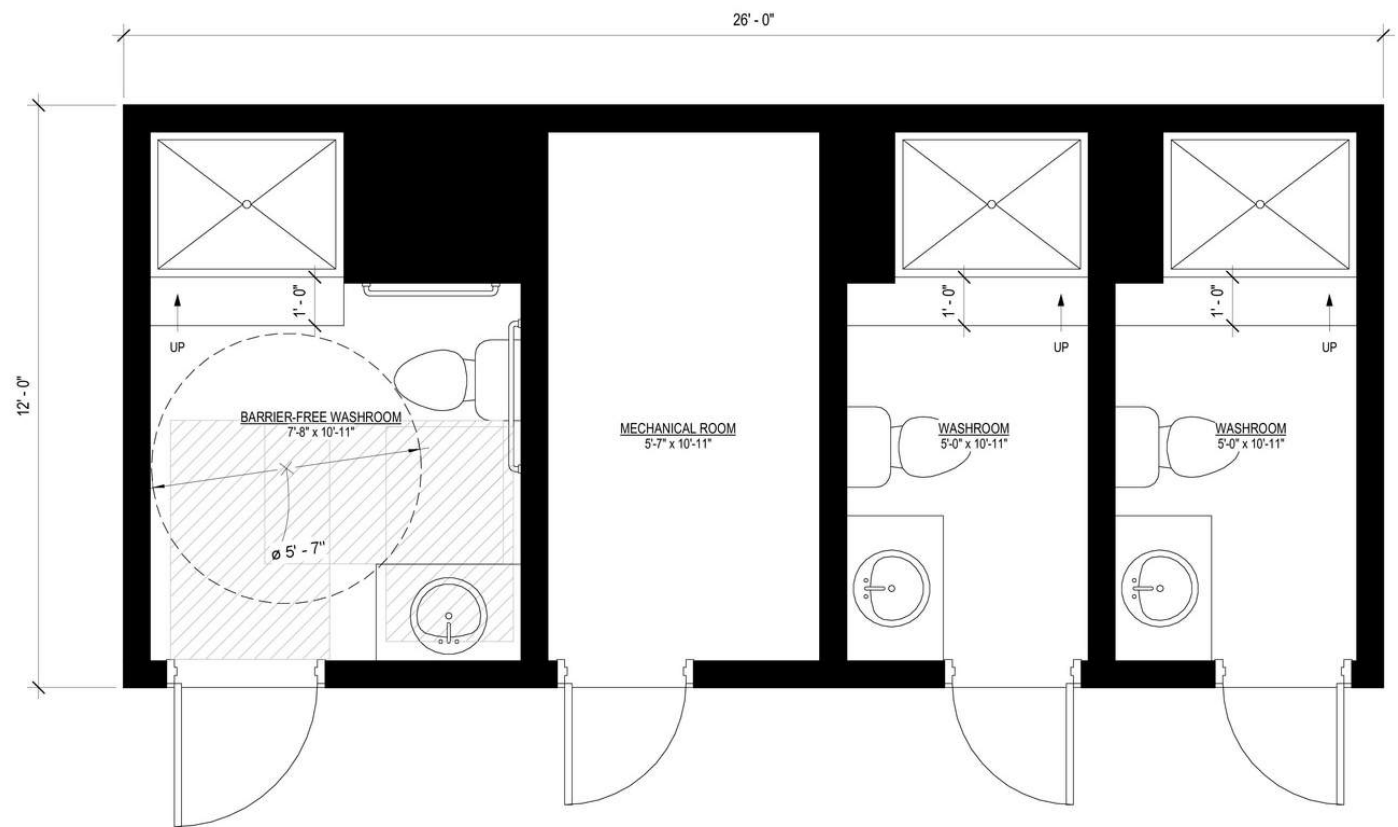 26' - 0"
12' - 0"
1' - 0"
1' - 0"
1' - 0"
UP
UP
UP
BARRIER-FREE WASHROOM
7'-8" x 10'-11"
MECHANICAL ROOM
5'-7" x 10'-11"
WASHROOM
5'-0" x 10'-11"
WASHROOM
5'-0" x 10'-11"
ø 5' - 7"